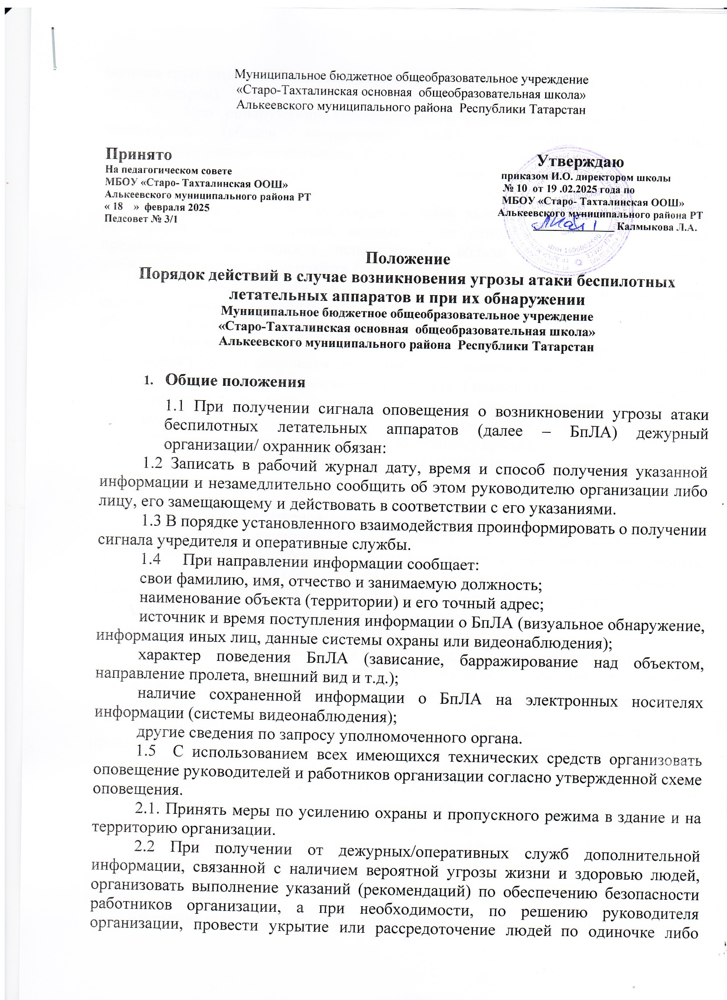 Муниципальное бюджетное общеобразовательное учреждение
«Старо-Тахталинская основная  общеобразовательная школа»
Алькеевского муниципального района  Республики Татарстан
Принято
На педагогическом совете
МБОУ «Старо- Тахталинская ООШ»
Алькеевского муниципального района РТ
« 18    »  февраля 2025
Педсовет № 3/1
Утверждаю
приказом И.О. директором школы
№ 10  от 19 .02.2025 года по
МБОУ «Старо- Тахталинская ООШ»
Алькеевского муниципального района РТ
Калмыкова Л.А.
Положение
Порядок действий в случае возникновения угрозы атаки беспилотных
летательных аппаратов и при их обнаружении
Муниципальное бюджетное общеобразовательное учреждение
«Старо-Тахталинская основная  общеобразовательная школа»
Алькеевского муниципального района  Республики Татарстан
1. Общие положения
1.1 При получении сигнала оповещения о возникновении угрозы атаки
беспилотных летательных аппаратов (далее – БпЛА) дежурный
организации/ охранник обязан:
1.2 Записать в рабочий журнал дату, время и способ получения указанной
информации и незамедлительно сообщить об этом руководителю организации либо
лицу, его замещающему и действовать в соответствии с его указаниями.
1.3 В порядке установленного взаимодействия проинформировать о получении
сигнала учредителя и оперативные службы.
1.4 При направлении информации сообщает:
свои фамилию, имя, отчество и занимаемую должность;
наименование объекта (территории) и его точный адрес;
источник и время поступления информации о БпЛА (визуальное обнаружение,
информация иных лиц, данные системы охраны или видеонаблюдения);
характер поведения БпЛА (зависание, барражирование над объектом,
направление пролета, внешний вид и т.д.);
наличие сохраненной информации о БпЛА на электронных носителях
информации (системы видеонаблюдения);
другие сведения по запросу уполномоченного органа.
1.5 С использованием всех имеющихся технических средств организовать
оповещение руководителей и работников организации согласно утвержденной схеме
оповещения.
2.1. Принять меры по усилению охраны и пропускного режима в здание и на
территорию организации.
2.2 При получении от дежурных/оперативных служб дополнительной
информации, связанной с наличием вероятной угрозы жизни и здоровью людей,
организовать выполнение указаний (рекомендаций) по обеспечению безопасности
работников организации, а при необходимости, по решению руководителя
организации, провести укрытие или рассредоточение людей по одиночке либо